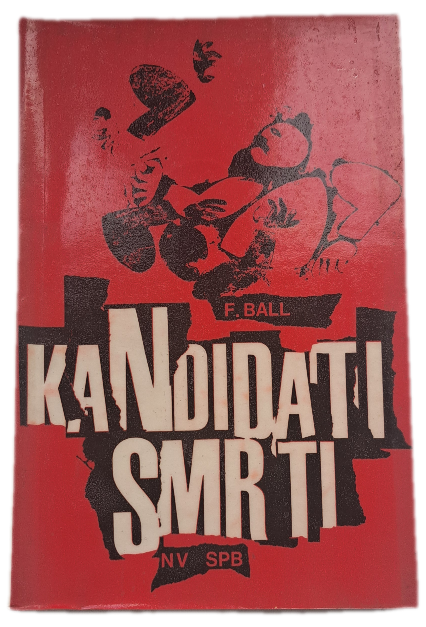 F. BALL
KANDIDATI
SMRTI
NV SPB